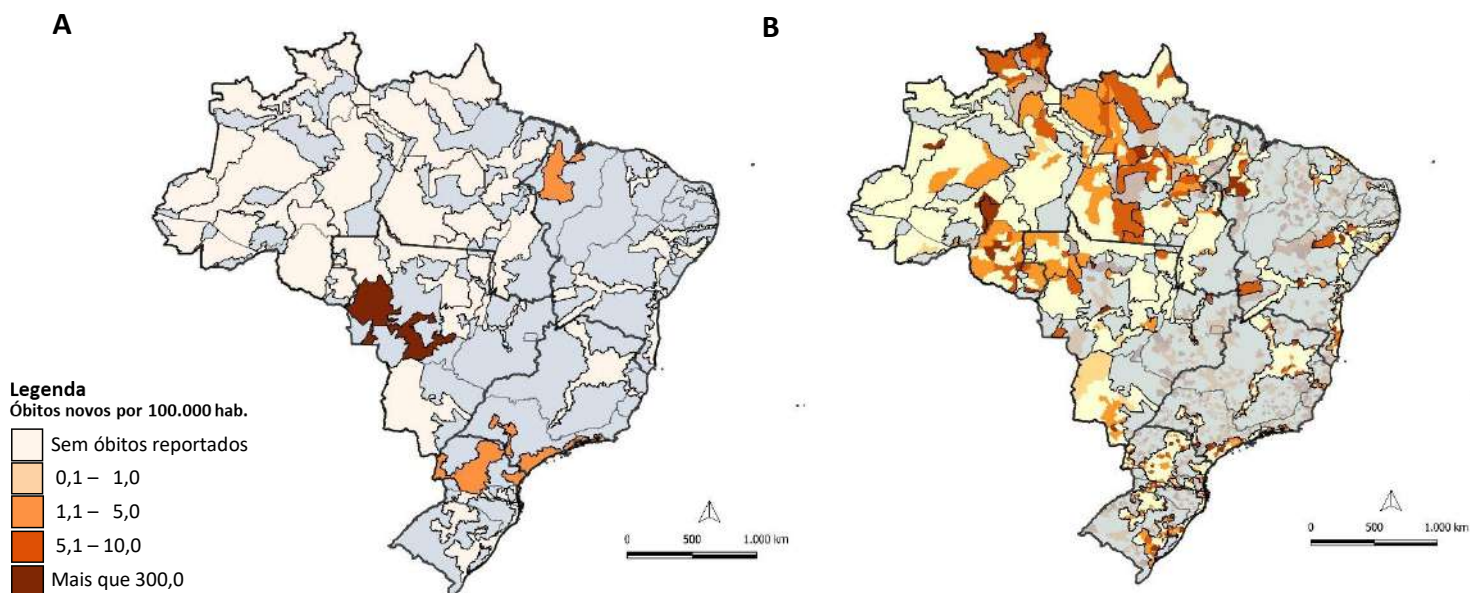 A
B
Legenda
Óbitos novos por 100.000 hab.
Sem óbitos reportados
0,1 – 1,0
1,1 – 5,0
5,1 – 10,0
Mais que 300,0
0 500 1.000 km
0 500 1.000 km